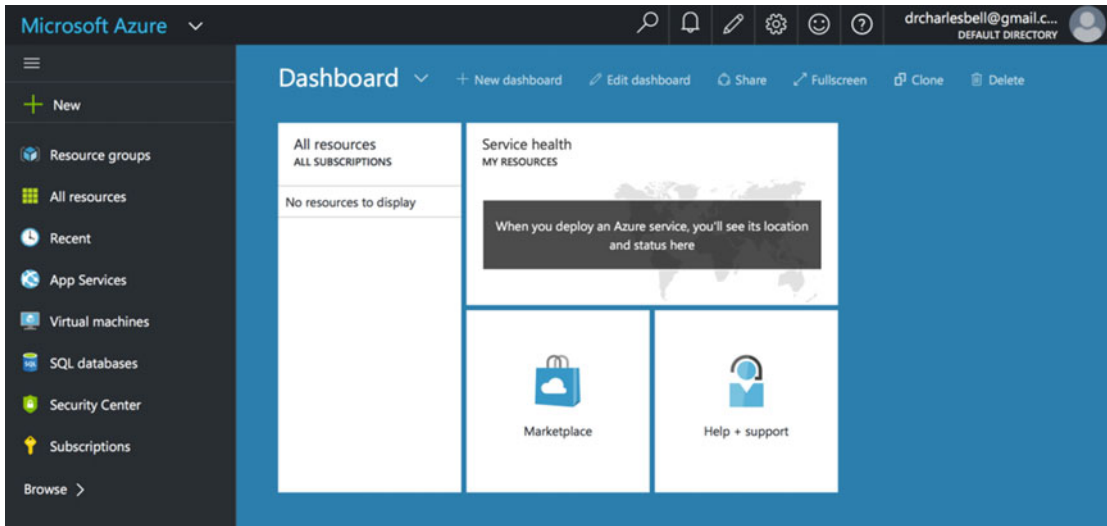 Microsoft Azure
drcharlesbell@gmail.c...
DEFAULT DIRECTORY
New
Resource groups
All resources
Recent
App Services
Virtual machines
SQL databases
Security Center
Subscriptions
Browse
Dashboard
New dashboard
Edit dashboard
Share
Fullscreen
Clone
Delete
All resources
ALL SUBSCRIPTIONS
No resources to display
Service health
MY RESOURCES
When you deploy an Azure service, you'll see its location
and status here
Marketplace
Help + support